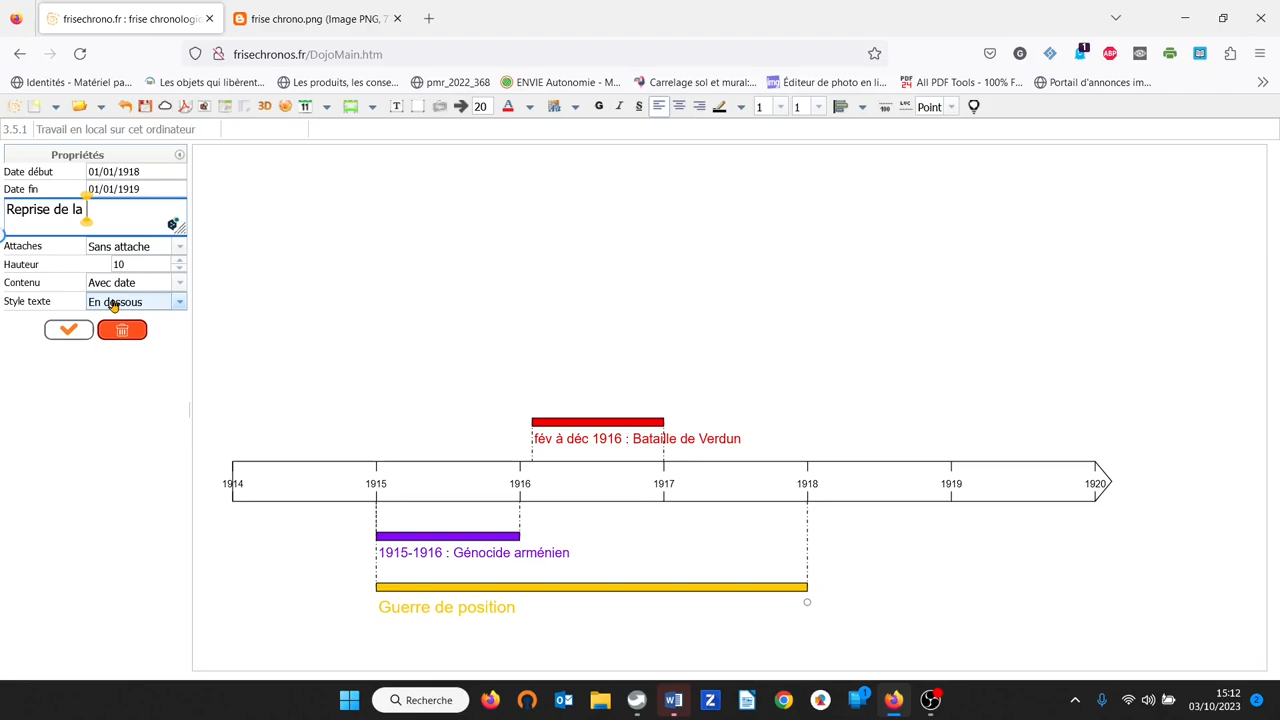 frisechrono.fr : frise chronologic
frise chrono.png (Image PNG, 7
frisechronos.fr/DojoMain.htm
Identités - Matériel pa...
Les objets qui libèrent...
Les produits, les conse...
pmr_2022_368
ENVIE Autonomie - M...
Carrelage sol et mural:...
Éditeur de photo en li...
All PDF Tools - 100% F...
Portail d'annonces im...
3D
11
T
20
A
G
I
S
1
1
Point
3.5.1
Travail en local sur cet ordinateur
Propriétés
Date début 01/01/1918
Date fin 01/01/1919
Reprise de la
Attaches Sans attache
Hauteur 10
Contenu Avec date
Style texte En dessous
fév à déc 1916 : Bataille de Verdun
1914 1915 1916 1917 1918 1919 1920
1915-1916 : Génocide arménien
Guerre de position
Recherche
15:12
03/10/2023